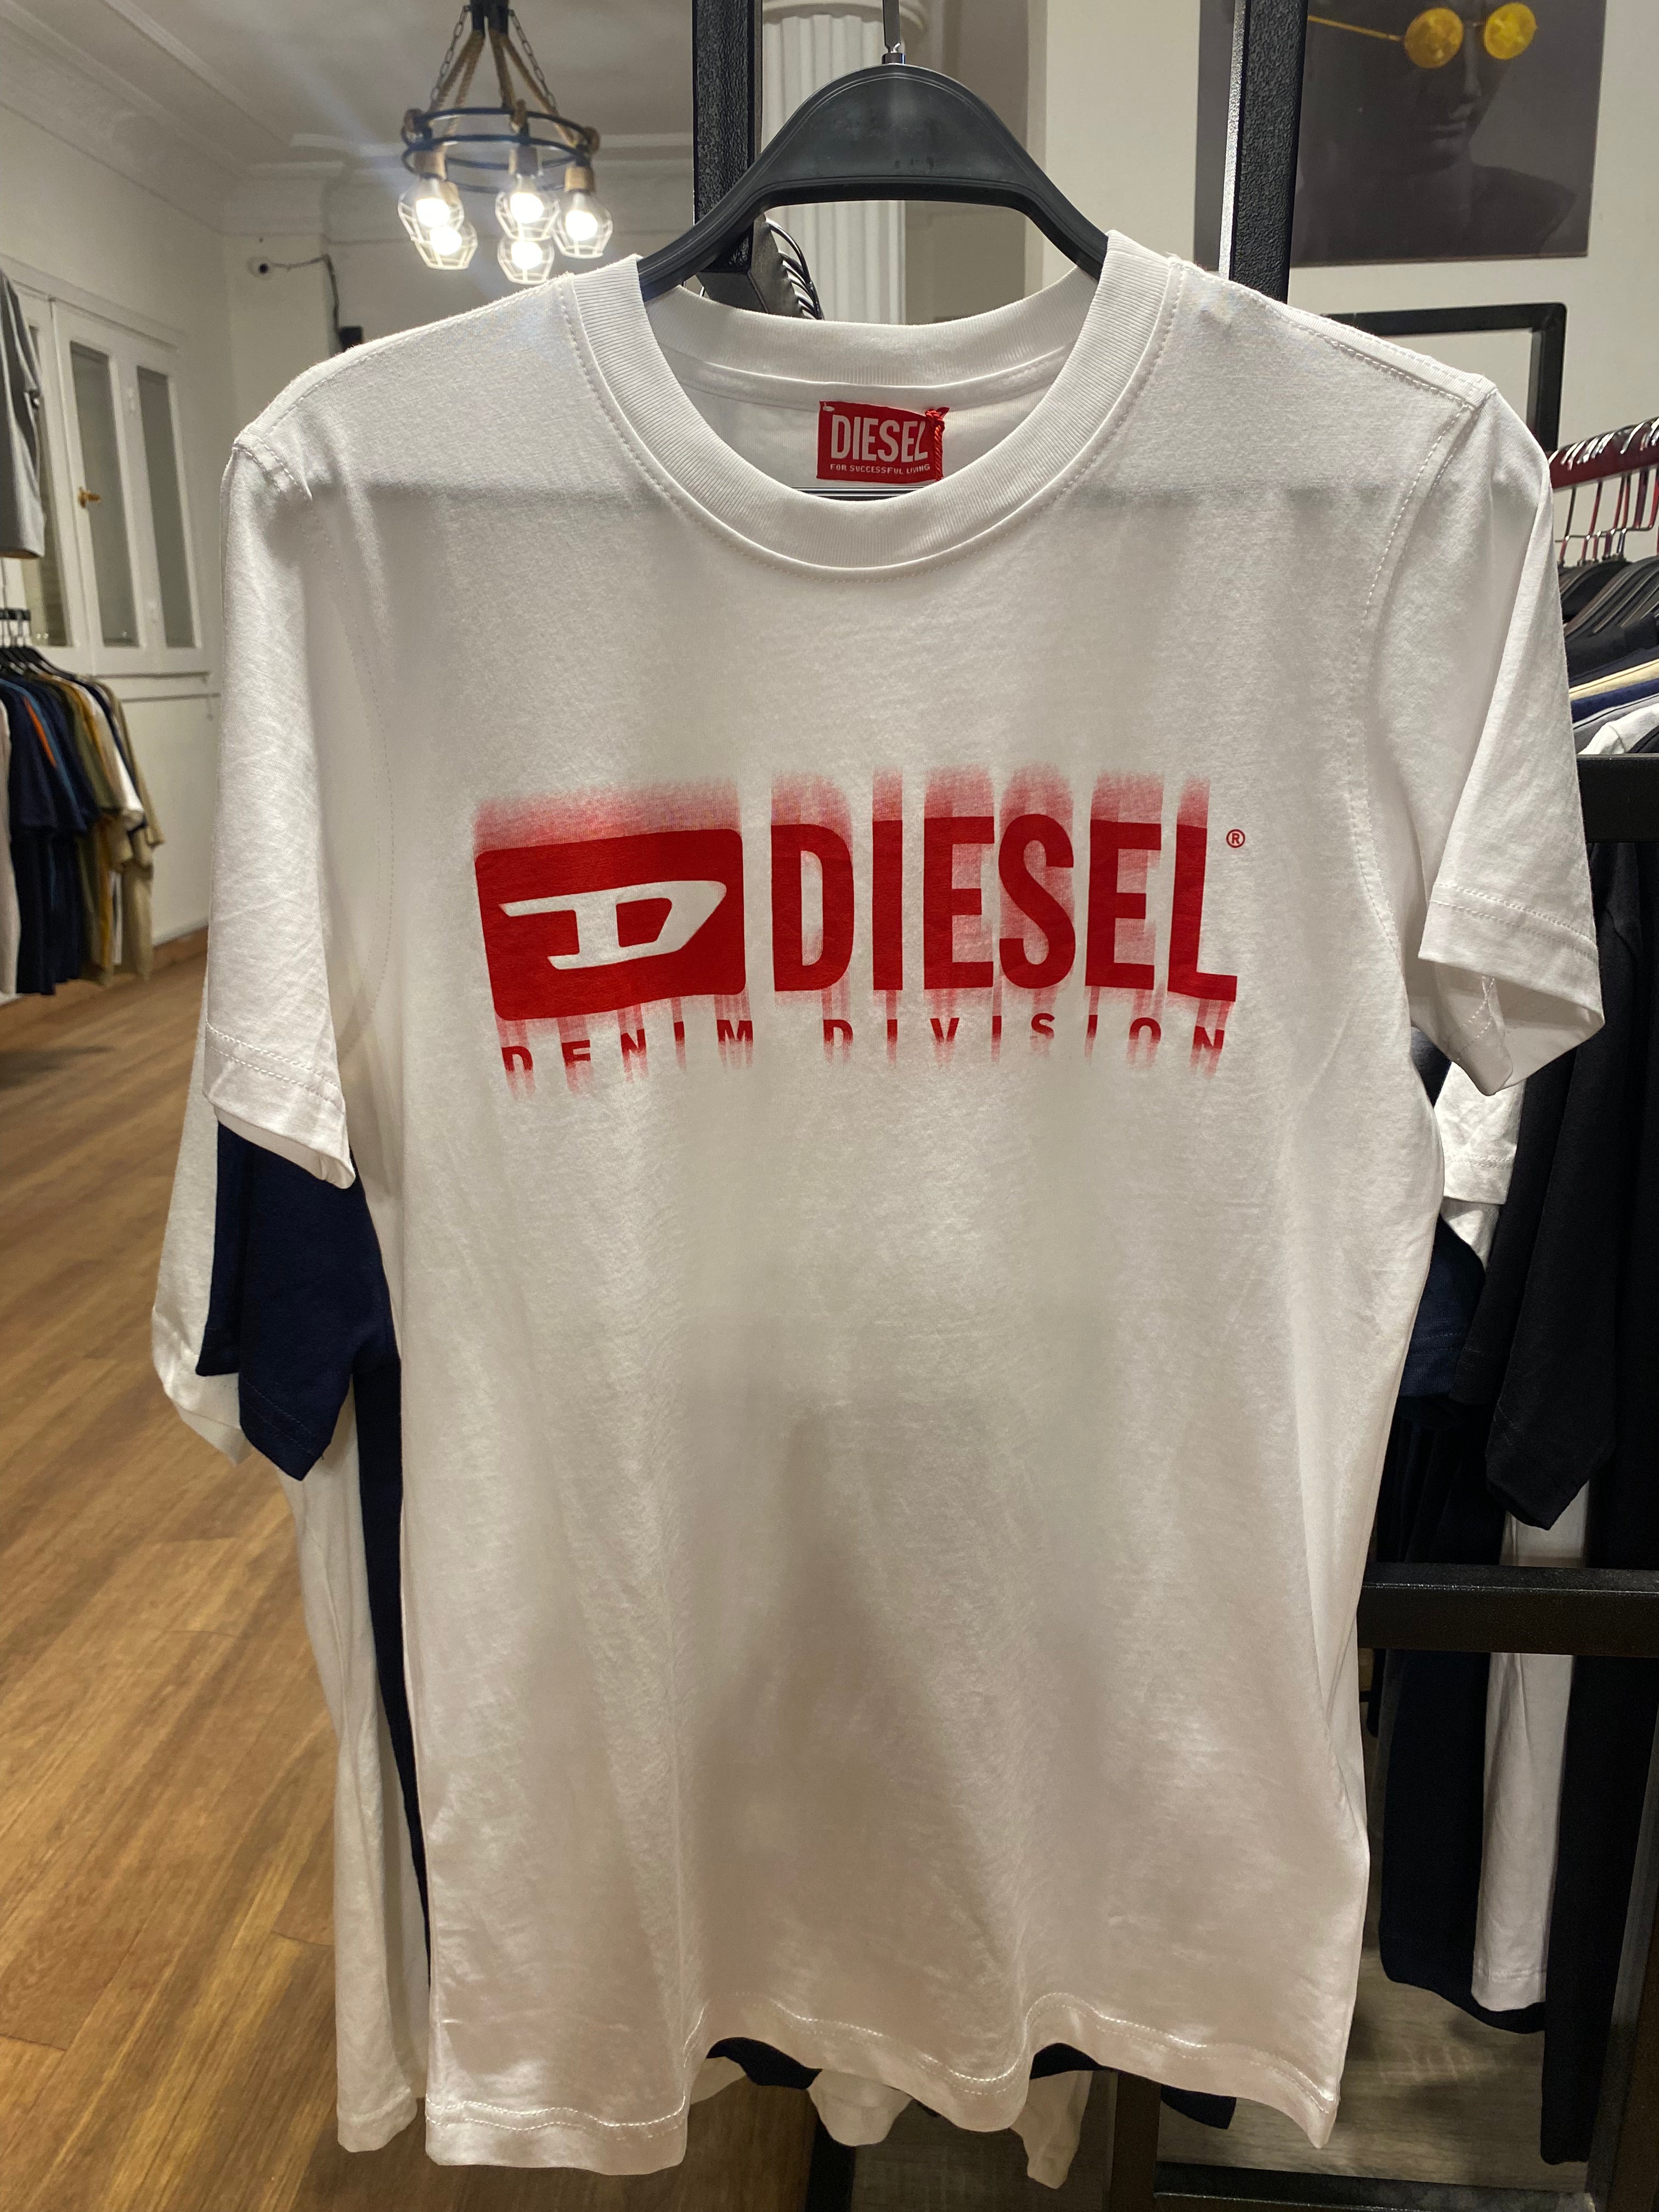 DIESEL
FOR SUCCESSFUL LIVING
D DIESEL®
DENIM DIVISION